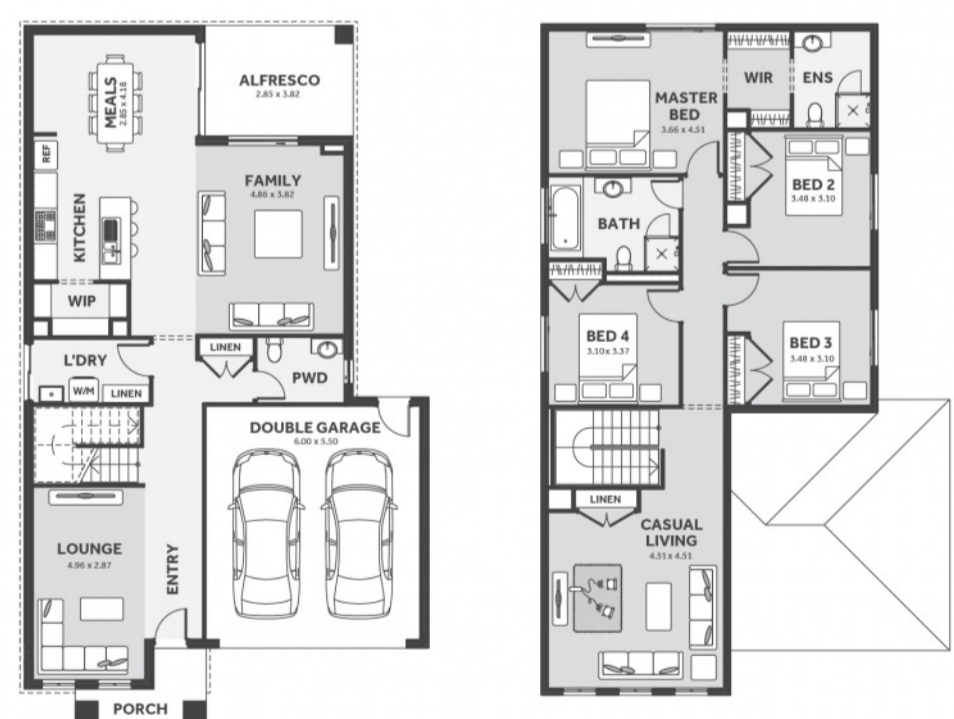 ALFRESCO
2.85 x 3.82
MEALS
2.85 x 4.18
REF
FAMILY
4.86 x 3.82
KITCHEN
WIP
LINEN
L'DRY
W/M
LINEN
PWD
DOUBLE GARAGE
6.00 x 5.50
LOUNGE
4.96 x 2.87
ENTRY
PORCH
MASTER
BED
3.66 x 4.51
WIR
ENS
BED 2
3.48 x 3.10
BATH
BED 4
3.10 x 3.37
BED 3
3.48 x 3.10
LINEN
CASUAL
LIVING
4.51 x 4.51